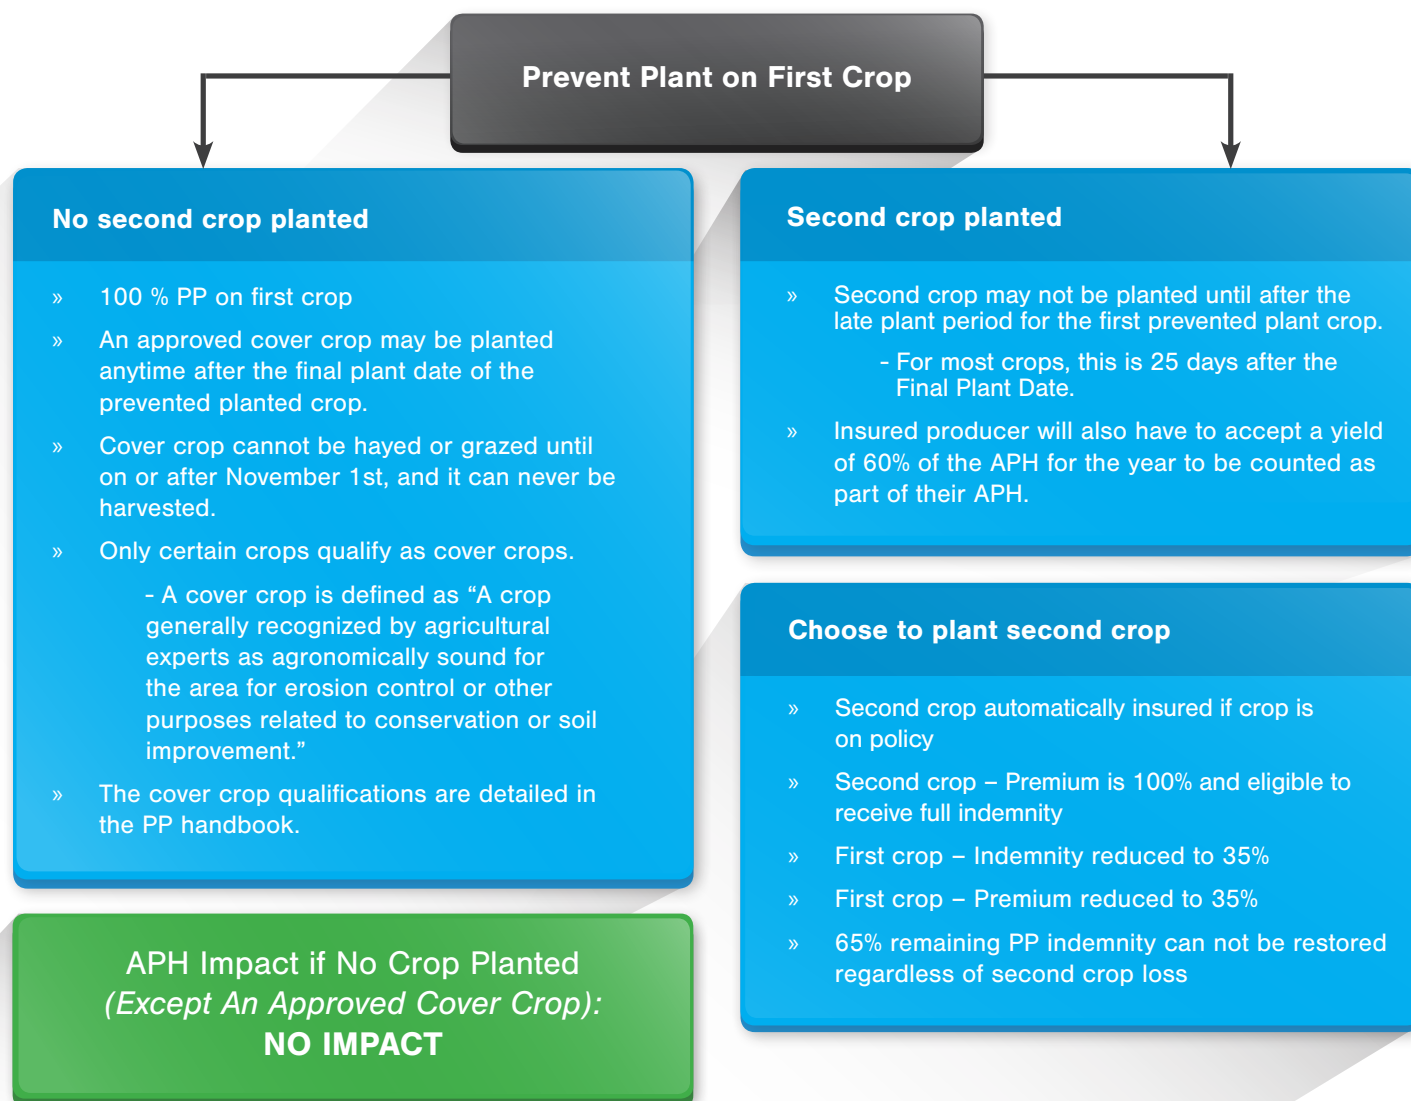 Prevent Plant on First Crop
No second crop planted
» 100 % PP on first crop
» An approved cover crop may be planted
anytime after the final plant date of the
prevented planted crop.
» Cover crop cannot be hayed or grazed until
on or after November 1st, and it can never be
harvested.
» Only certain crops qualify as cover crops.
- A cover crop is defined as “A crop
generally recognized by agricultural
experts as agronomically sound for
the area for erosion control or other
purposes related to conservation or soil
improvement.”
» The cover crop qualifications are detailed in
the PP handbook.
APH Impact if No Crop Planted
(Except An Approved Cover Crop):
NO IMPACT
Second crop planted
» Second crop may not be planted until after the
late plant period for the first prevented plant crop.
- For most crops, this is 25 days after the
Final Plant Date.
» Insured producer will also have to accept a yield
of 60% of the APH for the year to be counted as
part of their APH.
Choose to plant second crop
» Second crop automatically insured if crop is
on policy
» Second crop – Premium is 100% and eligible to
receive full indemnity
» First crop – Indemnity reduced to 35%
» First crop – Premium reduced to 35%
» 65% remaining PP indemnity can not be restored
regardless of second crop loss